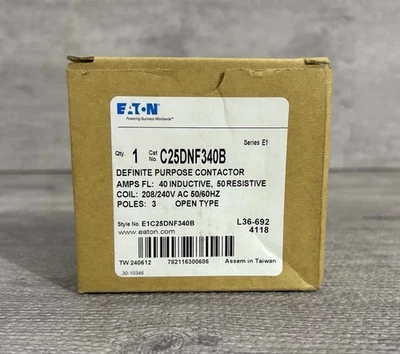 EATON
Powering Business Worldwide
Series E1
Qty. 1 Cat No. C25DNF340B
DEFINITE PURPOSE CONTACTOR
AMPS FL: 40 INDUCTIVE, 50 RESISTIVE
COIL: 208/240V AC 50/60HZ
POLES: 3 OPEN TYPE
Style No. E1C25DNF340B L36-692
www.eaton.com 4118
TW 240612 782116300686 Assem in Taiwan
30-10346